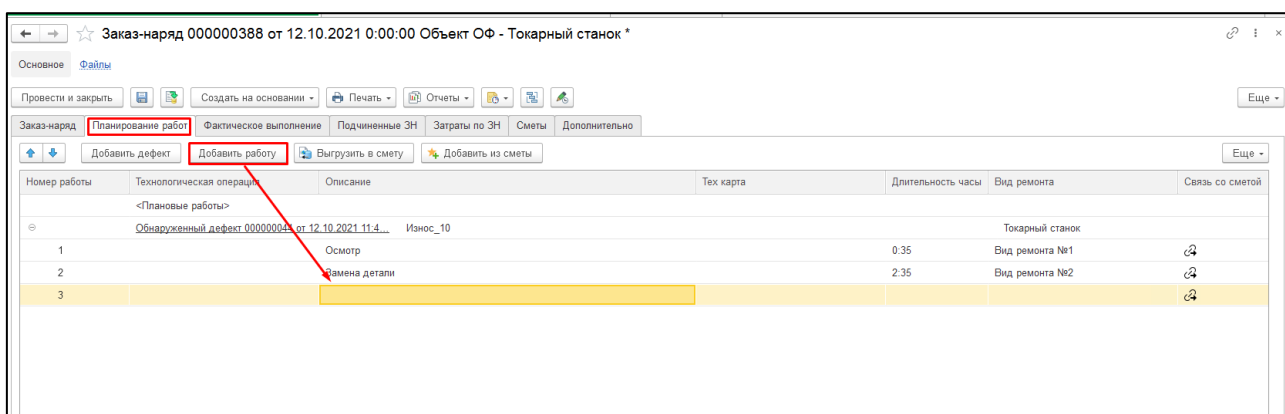 Заказ-наряд 000000388 от 12.10.2021 0:00:00 Объект ОФ - Токарный станок *
Основное Файлы
Провести и закрыть Создать на основании Печать Отчеты Еще
Заказ-наряд Планирование работ Фактическое выполнение Подчиненные ЗН Затраты по ЗН Сметы Дополнительно
Добавить дефект Добавить работу Выгрузить в смету Добавить из сметы Еще
Номер работы Технологическая операция Описание Тех карта Длительность часы Вид ремонта Связь со сметой
<Плановые работы>
Обнаруженный дефект 000000044 от 12.10.2021 11:4... Износ_10 Токарный станок
1 Осмотр 0:35 Вид ремонта №1
2 Замена детали 2:35 Вид ремонта №2
3